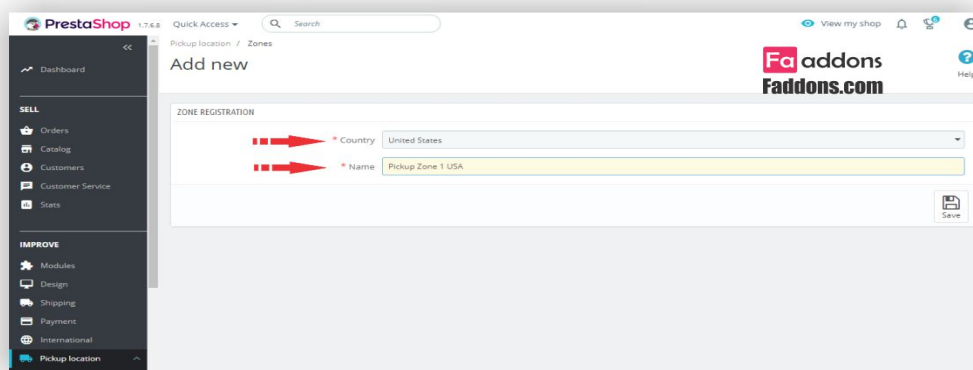 PrestaShop 1.7.6.8 Quick Access Search View my shop 6
Pickup location / Zones
Add new
Fa addons
Faddons.com
Help
Dashboard
SELL
Orders
Catalog
Customers
Customer Service
Stats
IMPROVE
Modules
Design
Shipping
Payment
International
Pickup location
ZONE REGISTRATION
* Country United States
* Name Pickup Zone 1 USA
Save